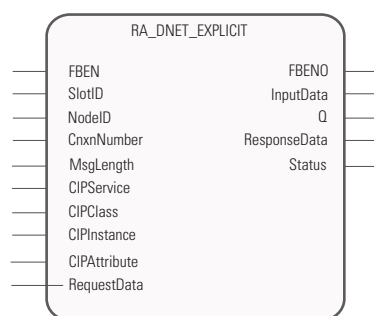 RA_DNET_EXPLICIT
FBEN FBENO
SlotID InputData
NodeID Q
CnxnNumber ResponseData
MsgLength Status
CIPService
CIPClass
CIPInstance
CIPAttribute
RequestData